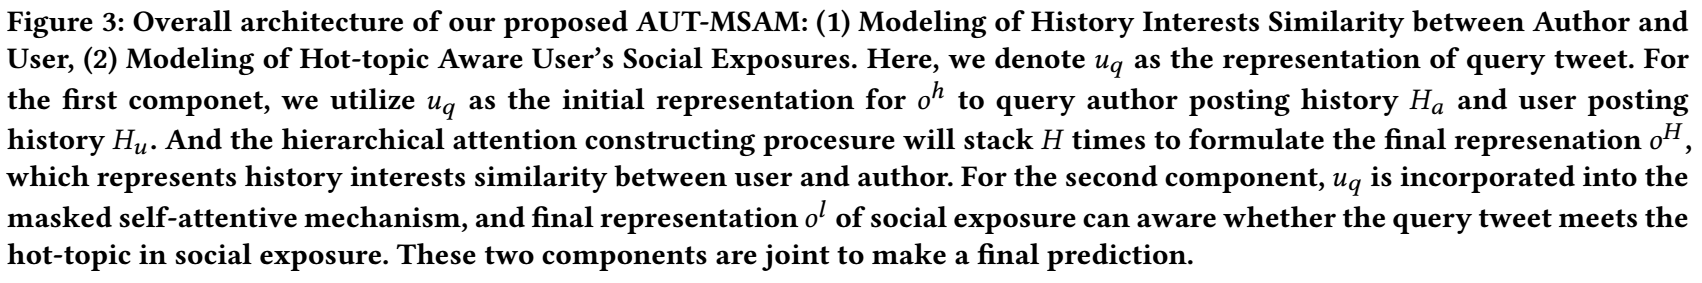 Figure 3: Overall architecture of our proposed AUT-MSAM: (1) Modeling of History Interests Similarity between Author and
User, (2) Modeling of Hot-topic Aware User’s Social Exposures. Here, we denote u_q as the representation of query tweet. For
the first componet, we utilize u_q as the initial representation for o^h to query author posting history H_a and user posting
history H_u. And the hierarchical attention constructing procesure will stack H times to formulate the final represenation o^H,
which represents history interests similarity between user and author. For the second component, u_q is incorporated into the
masked self-attentive mechanism, and final representation o^l of social exposure can aware whether the query tweet meets the
hot-topic in social exposure. These two components are joint to make a final prediction.